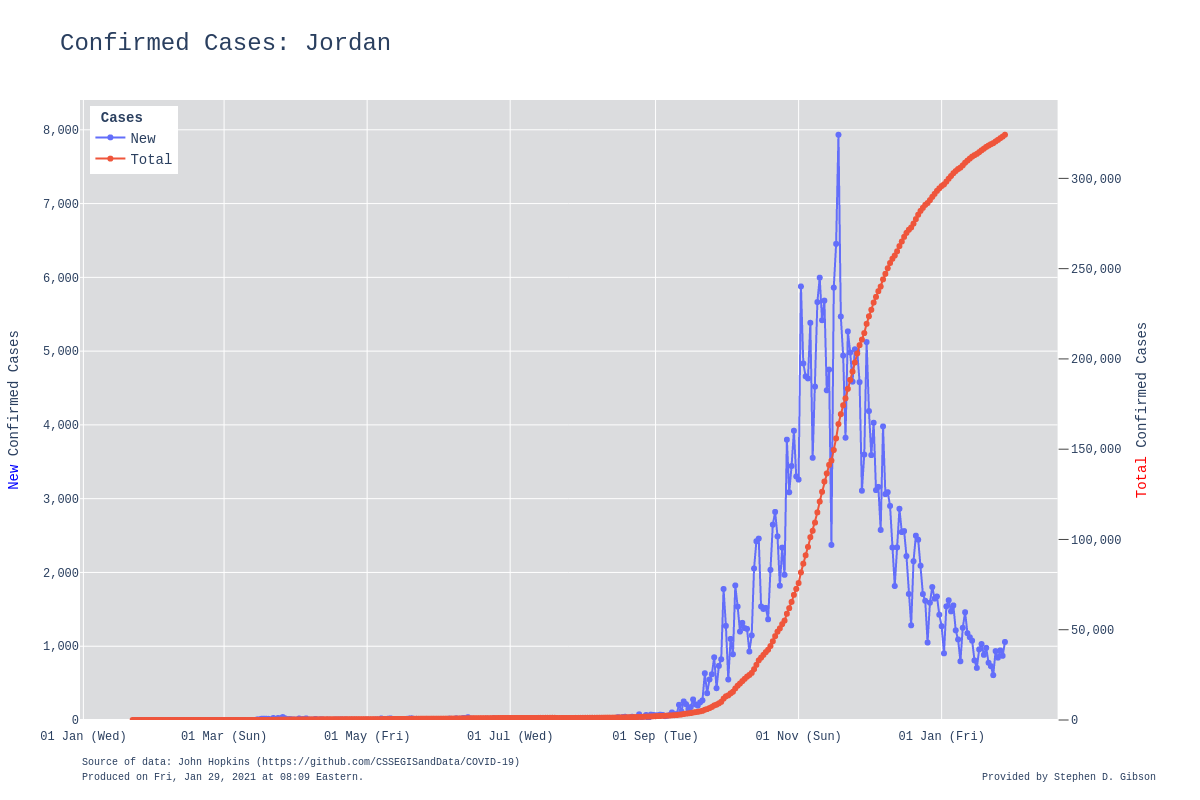 Confirmed Cases: Jordan
Cases
New
Total
8,000
7,000
6,000
5,000
4,000
3,000
2,000
1,000
0
New Confirmed Cases
300,000
250,000
200,000
150,000
100,000
50,000
0
Total Confirmed Cases
01 Jan (Wed) 01 Mar (Sun) 01 May (Fri) 01 Jul (Wed) 01 Sep (Tue) 01 Nov (Sun) 01 Jan (Fri)
Source of data: John Hopkins (https://github.com/CSSEGISandData/COVID-19)
Produced on Fri, Jan 29, 2021 at 08:09 Eastern.
Provided by Stephen D. Gibson